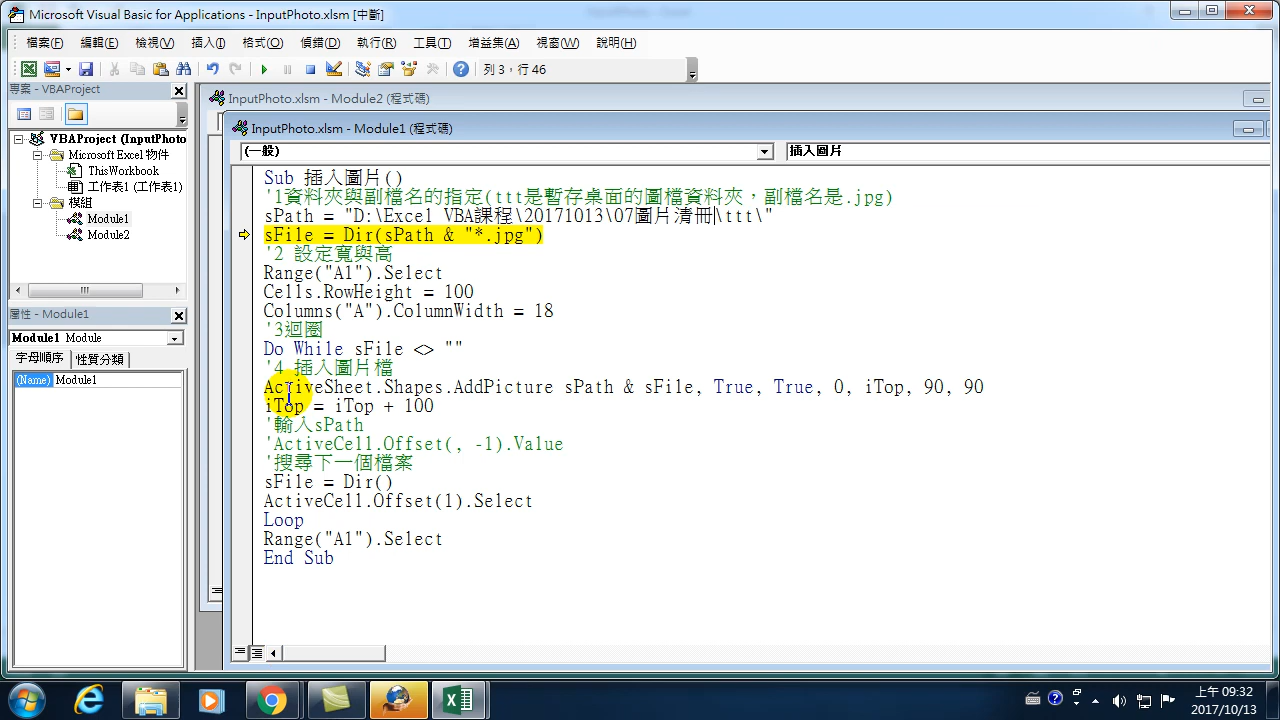 Microsoft Visual Basic for Applications - InputPhoto.xlsm [中斷]
檔案(F) 編輯(E) 檢視(V) 插入(I) 格式(O) 偵錯(D) 執行(R) 工具(T) 增益集(A) 視窗(W) 說明(H)
列 3，行 46
專案 - VBAProject
VBAProject (InputPhoto
Microsoft Excel 物件
ThisWorkbook
工作表1 (工作表1)
模組
Module1
Module2
屬性 - Module1
Module1 Module
字母順序 性質分類
(Name) Module1
InputPhoto.xlsm - Module2 (程式碼)
InputPhoto.xlsm - Module1 (程式碼)
(一般) 插入圖片
Sub 插入圖片()
'1資料夾與副檔名的指定(ttt是暫存桌面的圖檔資料夾，副檔名是.jpg)
sPath = "D:\Excel VBA課程\20171013\07圖片清冊\ttt\"
sFile = Dir(sPath & "*.jpg")
'2 設定寬與高
Range("A1").Select
Cells.RowHeight = 100
Columns("A").ColumnWidth = 18
'3迴圈
Do While sFile <> ""
'4 插入圖片檔
ActiveSheet.Shapes.AddPicture sPath & sFile, True, True, 0, iTop, 90, 90
iTop = iTop + 100
'輸入sPath
'ActiveCell.Offset(, -1).Value
'搜尋下一個檔案
sFile = Dir()
ActiveCell.Offset(1).Select
Loop
Range("A1").Select
End Sub
上午 09:32
2017/10/13